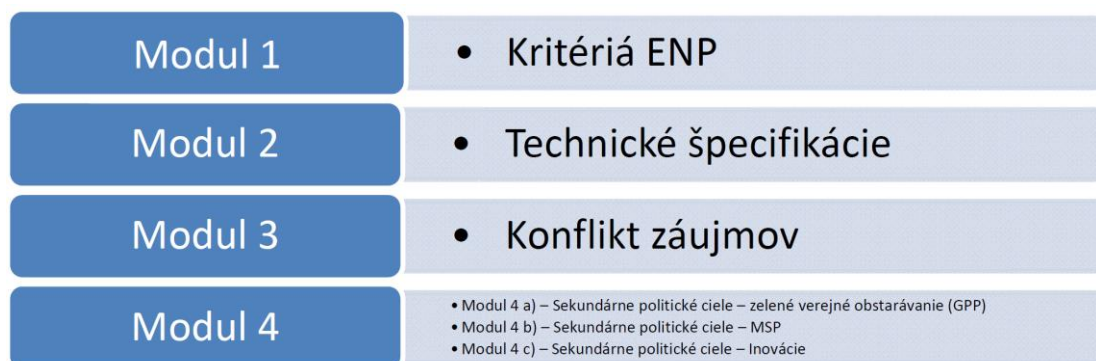 Modul 1
• Kritériá ENP
Modul 2
• Technické špecifikácie
Modul 3
• Konflikt záujmov
Modul 4
• Modul 4 a) – Sekundárne politické ciele – zelené verejné obstarávanie (GPP)
• Modul 4 b) – Sekundárne politické ciele – MSP
• Modul 4 c) – Sekundárne politické ciele – Inovácie